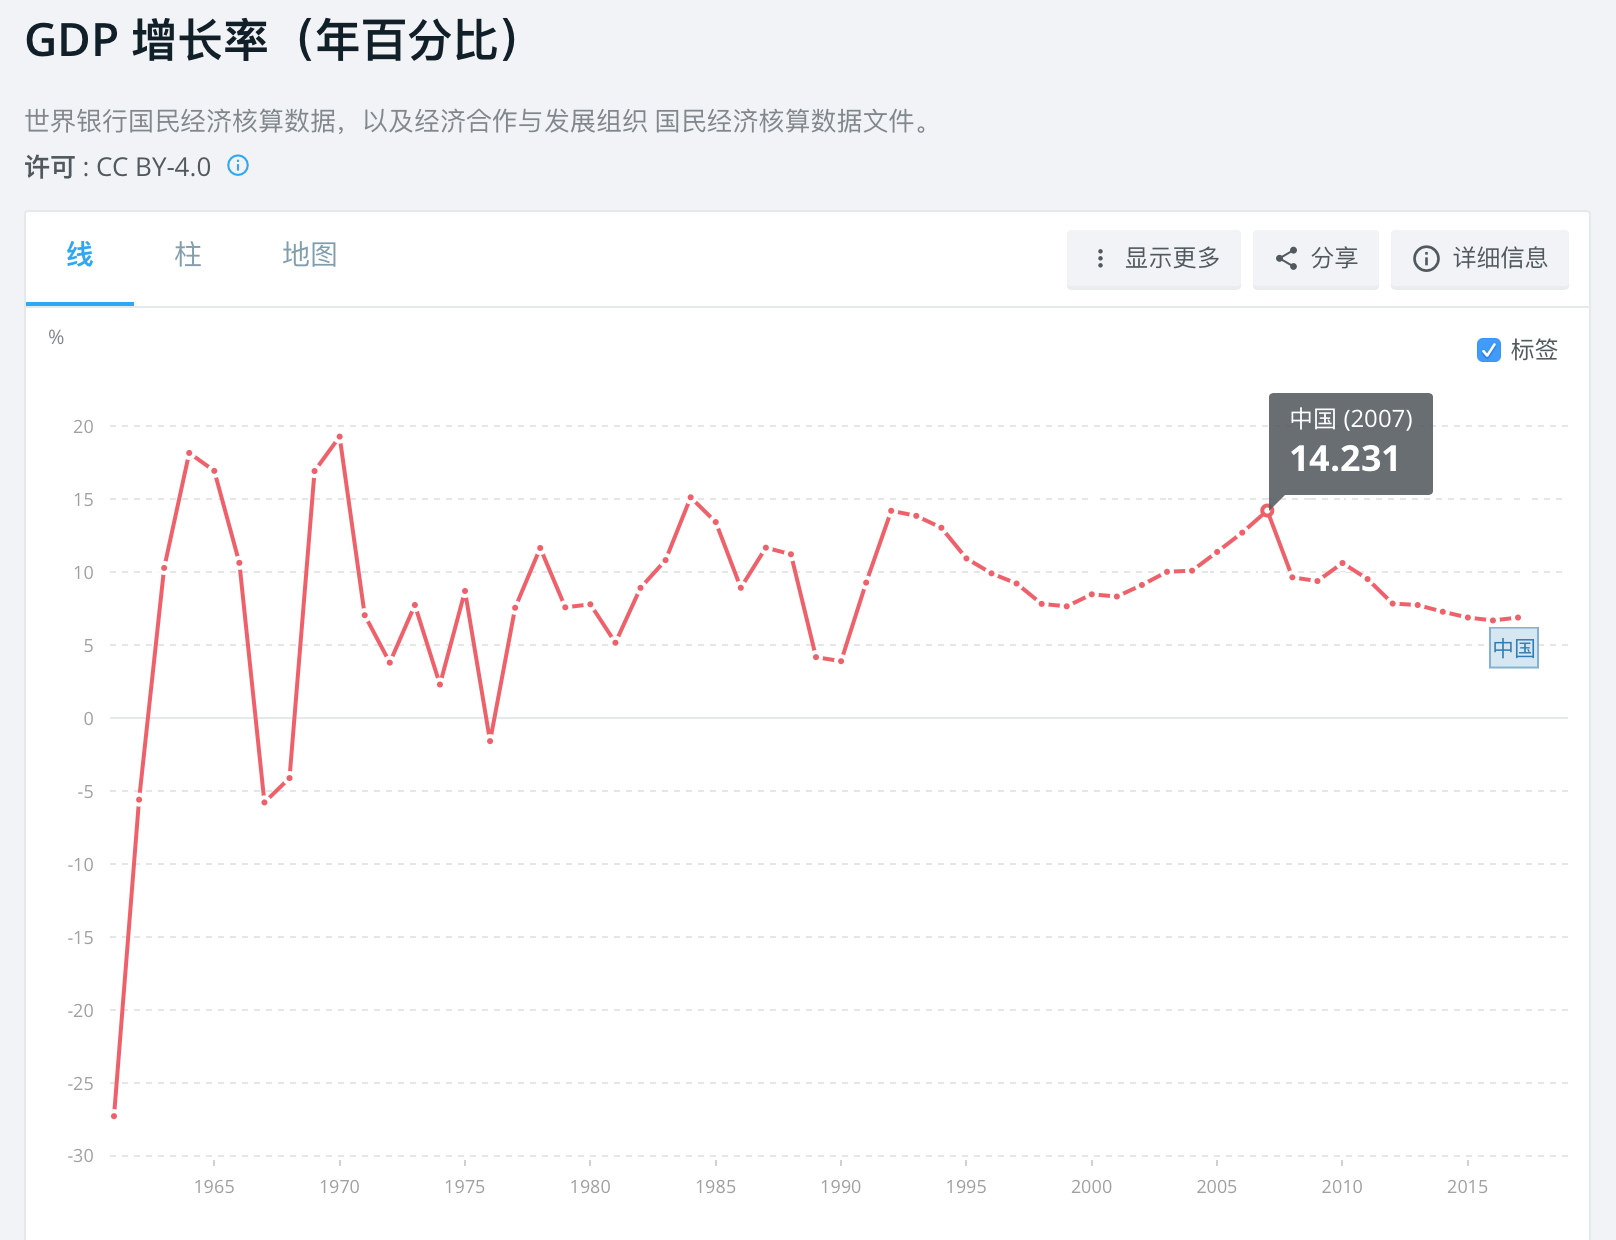 GDP 增长率（年百分比）
世界银行国民经济核算数据，以及经济合作与发展组织 国民经济核算数据文件。
许可 : CC BY-4.0
线 柱 地图 显示更多 分享 详细信息
%
标签
中国 (2007)
14.231
20
15
10
5
中国
0
-5
-10
-15
-20
-25
-30
1965 1970 1975 1980 1985 1990 1995 2000 2005 2010 2015